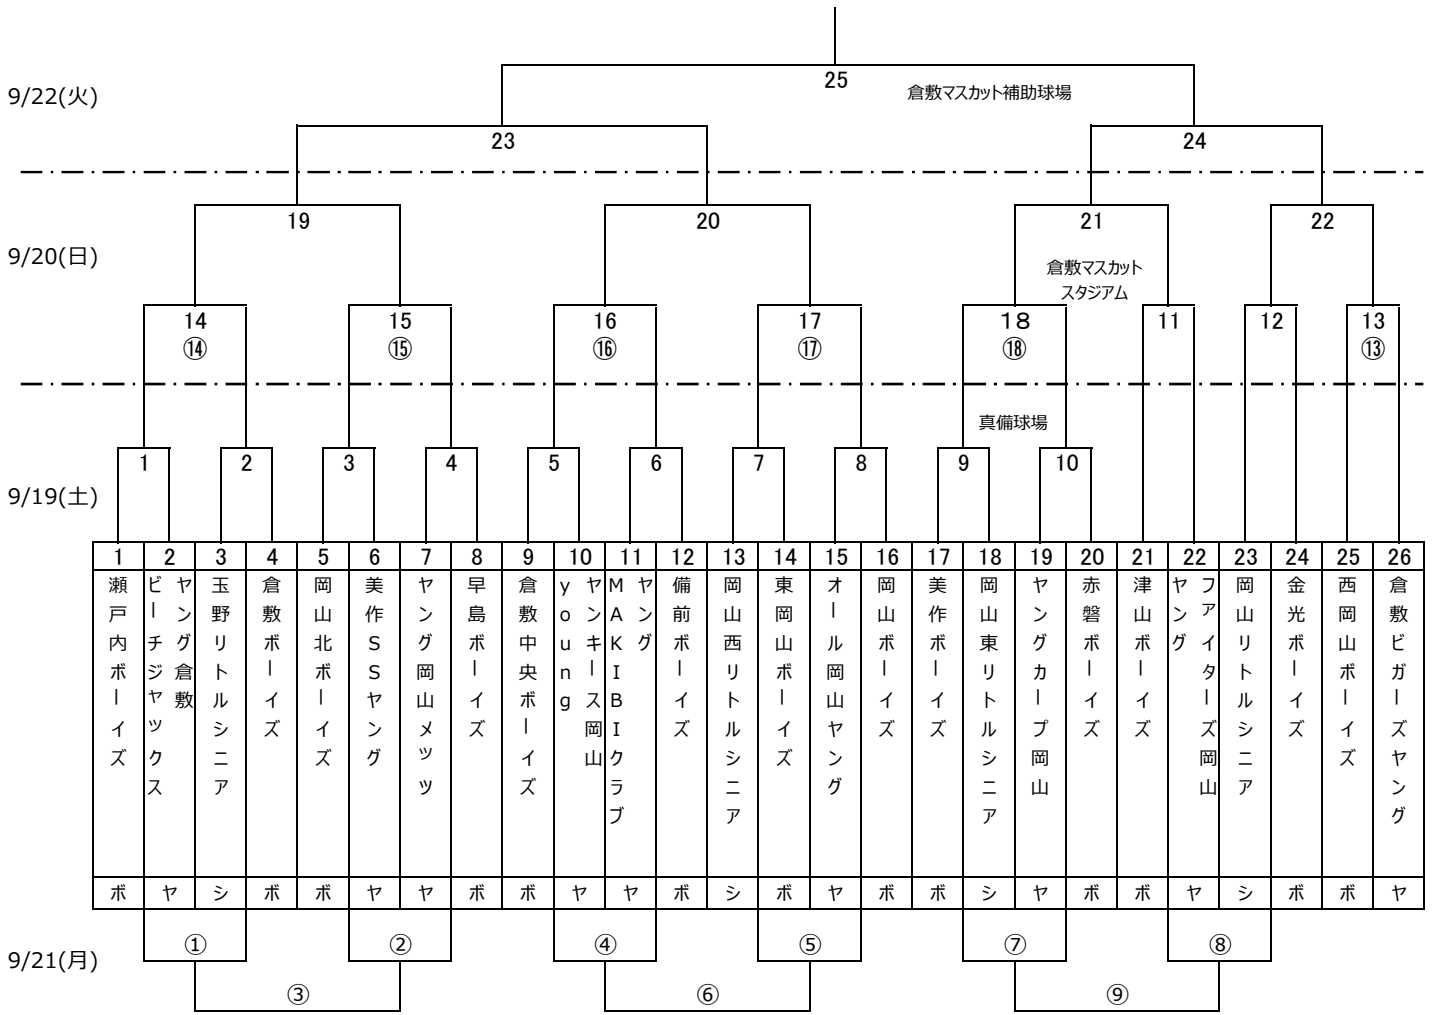 25
9/22(火)
倉敷マスカット補助球場
23
24
19
20
21
22
9/20(日)
倉敷マスカット
スタジアム
14
15
16
17
18
11
12
13
⑭
⑮
⑯
⑰
⑱
⑬
真備球場
1
2
3
4
5
6
7
8
9
10
9/19(土)
1 2 3 4 5 6 7 8 9 10 11 12 13 14 15 16 17 18 19 20 21 22 23 24 25 26
瀬戸内ボーイズ
ヤング倉敷
ビーチジャックス
玉野リトルシニア
倉敷ボーイズ
岡山北ボーイズ
美作SSヤング
ヤング岡山メッツ
早島ボーイズ
倉敷中央ボーイズ
ヤンキース岡山
young
ヤング
MAKIBIクラブ
備前ボーイズ
岡山西リトルシニア
東岡山ボーイズ
オール岡山ヤング
岡山ボーイズ
美作ボーイズ
岡山東リトルシニア
ヤングカープ岡山
赤磐ボーイズ
津山ボーイズ
ファイターズ岡山
ヤング
岡山リトルシニア
金光ボーイズ
西岡山ボーイズ
倉敷ビガーズヤング
ボ ヤ シ ボ ボ ヤ ヤ ボ ボ ヤ ヤ ボ シ ボ ヤ ボ ボ シ ヤ ボ ボ ヤ シ ボ ボ ヤ
①
②
④
⑤
⑦
⑧
9/21(月)
③
⑥
⑨